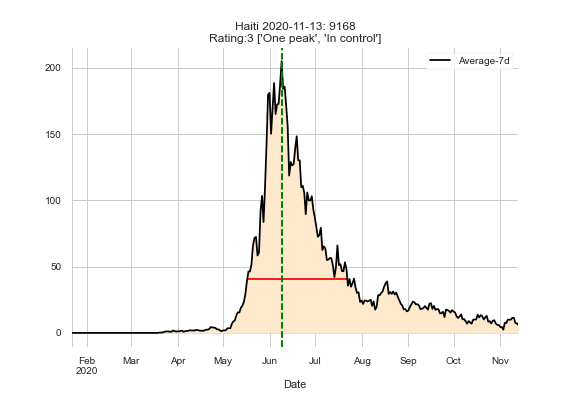 Haiti 2020-11-13: 9168
Rating:3 ['One peak', 'In control']
Average-7d
200
150
100
50
0
Feb Mar Apr May Jun Jul Aug Sep Oct Nov
2020
Date